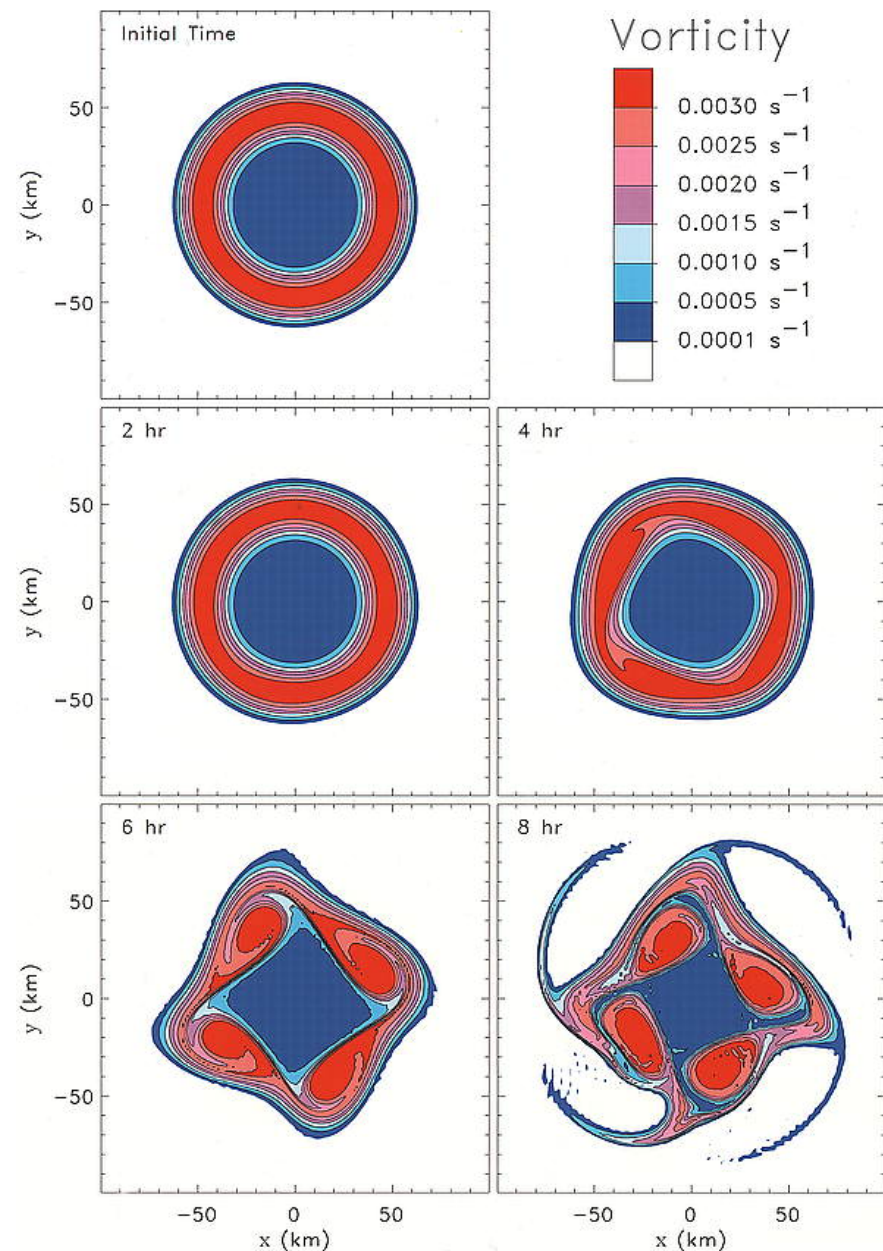 Initial Time
Vorticity
0.0030 s⁻¹
0.0025 s⁻¹
0.0020 s⁻¹
0.0015 s⁻¹
0.0010 s⁻¹
0.0005 s⁻¹
0.0001 s⁻¹
50
0
-50
y (km)
2 hr
4 hr
50
0
-50
y (km)
6 hr
8 hr
50
0
-50
y (km)
-50
0
50
-50
0
50
x (km)
x (km)